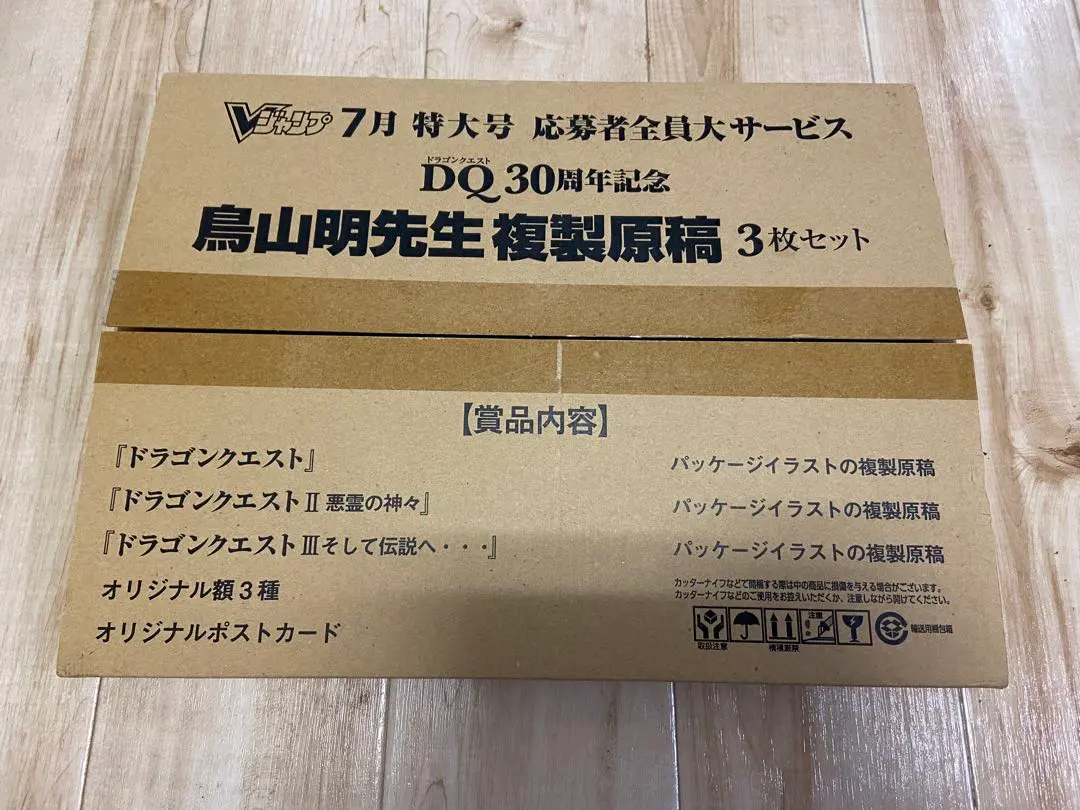 Vジャンプ 7月 特大号 応募者全員大サービス
ドラゴンクエスト
DQ 30周年記念
鳥山明先生 複製原稿 3枚セット
【賞品内容】
『ドラゴンクエスト』 パッケージイラストの複製原稿
『ドラゴンクエストⅡ 悪霊の神々』 パッケージイラストの複製原稿
『ドラゴンクエストⅢ そして伝説へ・・・』 パッケージイラストの複製原稿
オリジナル額3種
オリジナルポストカード
カッターナイフなどで開梱する際は中の商品に損傷を与える場合がございます。
カッターナイフなどのご使用をお控えいただくか、注意しながら開けてください。
注意
取扱注意
横積厳禁
輸送用梱包箱